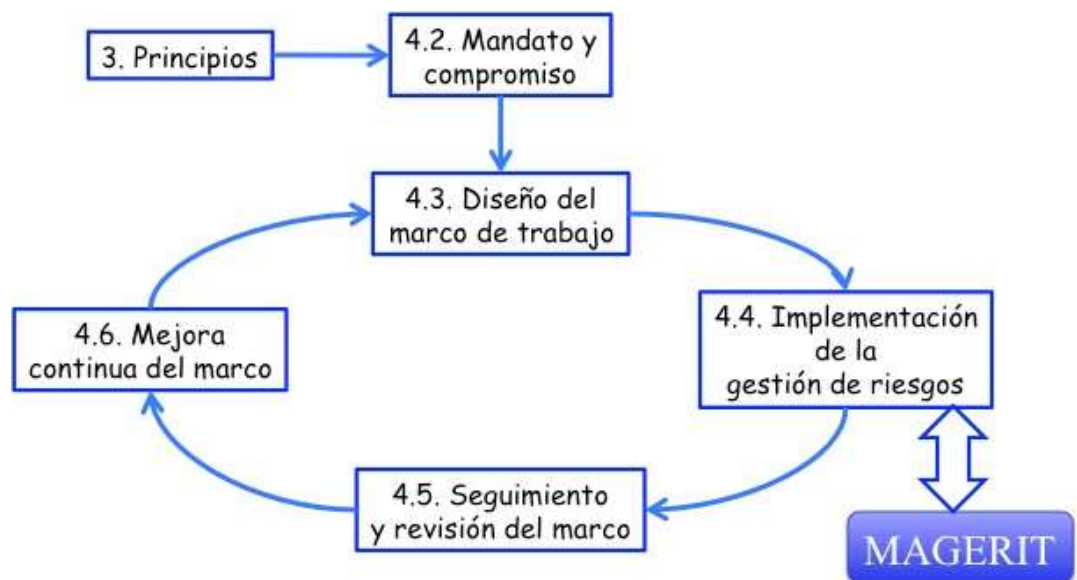 3. Principios
4.2. Mandato y
compromiso
4.3. Diseño del
marco de trabajo
4.6. Mejora
continua del marco
4.4. Implementación
de la
gestión de riesgos
4.5. Seguimiento
y revisión del marco
MAGERIT